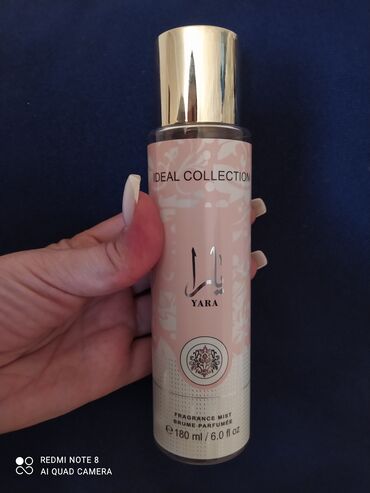 IDEAL COLLECTION
يارا
YARA
FRAGRANCE MIST
BRUME PARFUMÉE
℮ 180 ml / 6.0 fl oz
REDMI NOTE 8
AI QUAD CAMERA